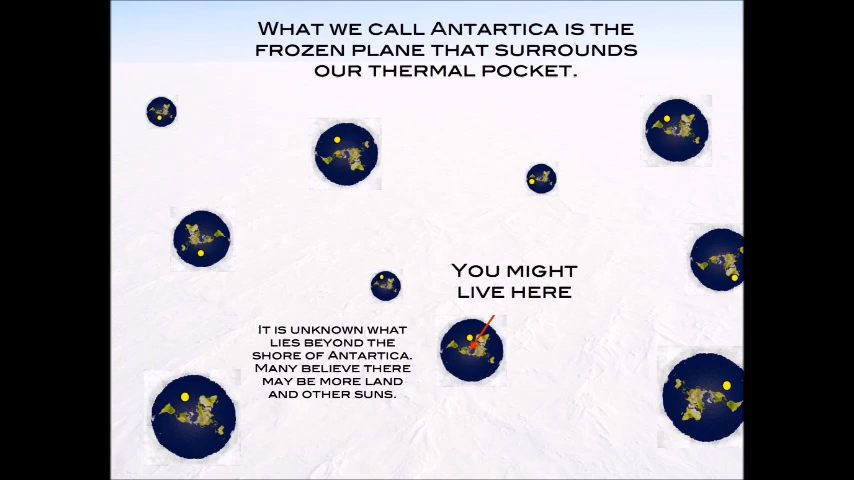 What we call Antartica is the
frozen plane that surrounds
our thermal pocket.
You might
live here
It is unknown what
lies beyond the
shore of Antartica.
Many believe there
may be more land
and other suns.